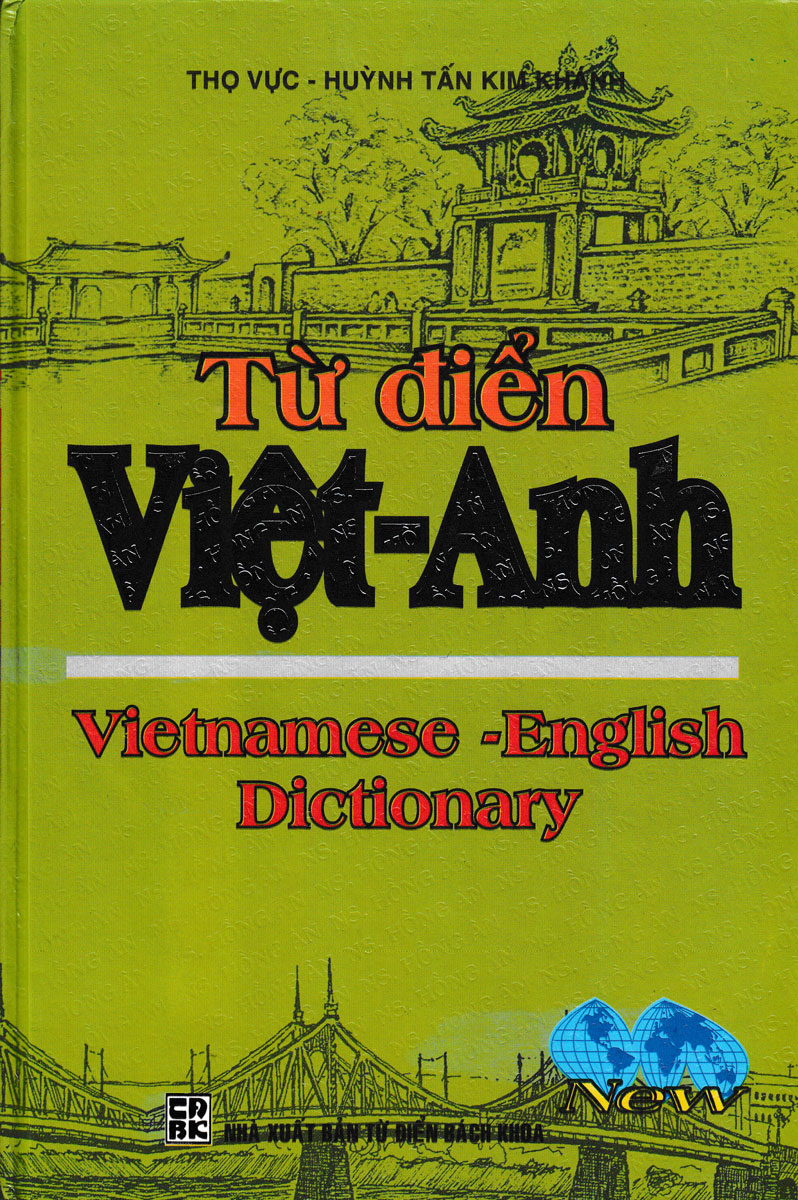 THỌ VỰC - HUỲNH TẤN KIM KHÁNH
Từ điển
Việt-Anh
Vietnamese -English
Dictionary
New
CĐBK
NHÀ XUẤT BẢN TỪ ĐIỂN BÁCH KHOA